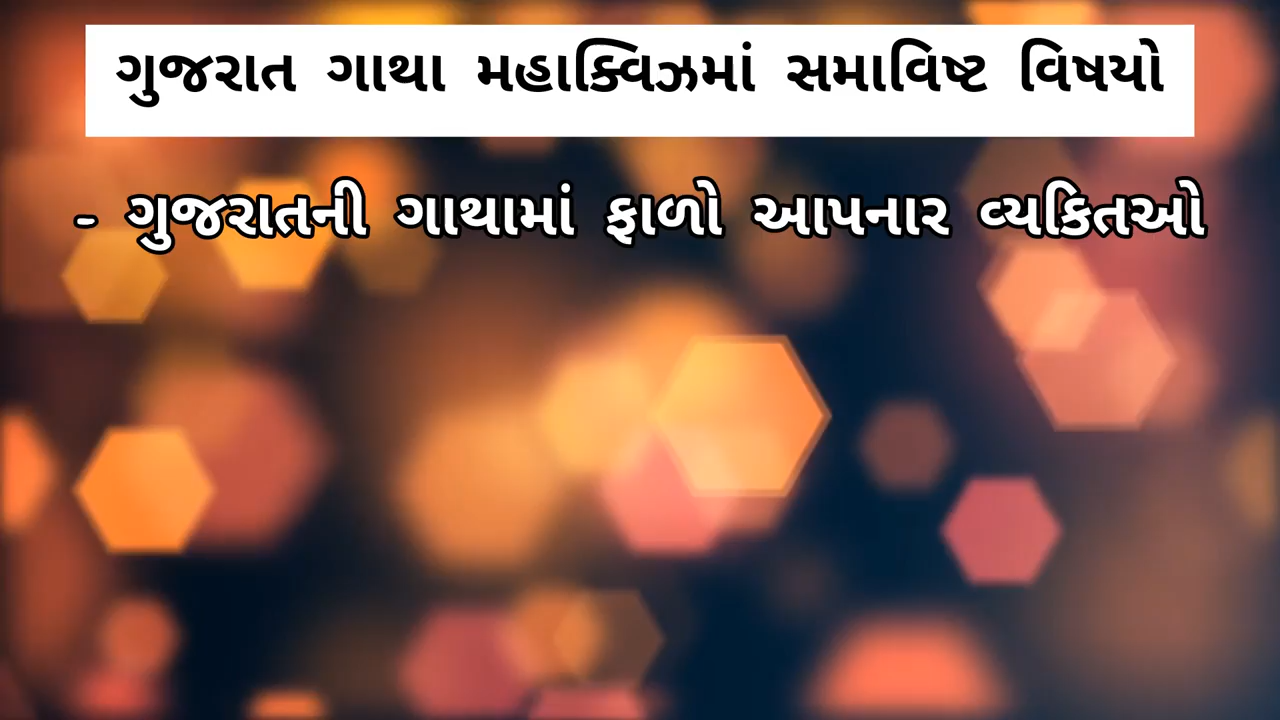 ગુજરાત ગાથા મહાક્વિઝમાં સમાવિષ્ટ વિષયો
- ગુજરાતની ગાથામાં ફાળો આપનાર વ્યકિતઓ